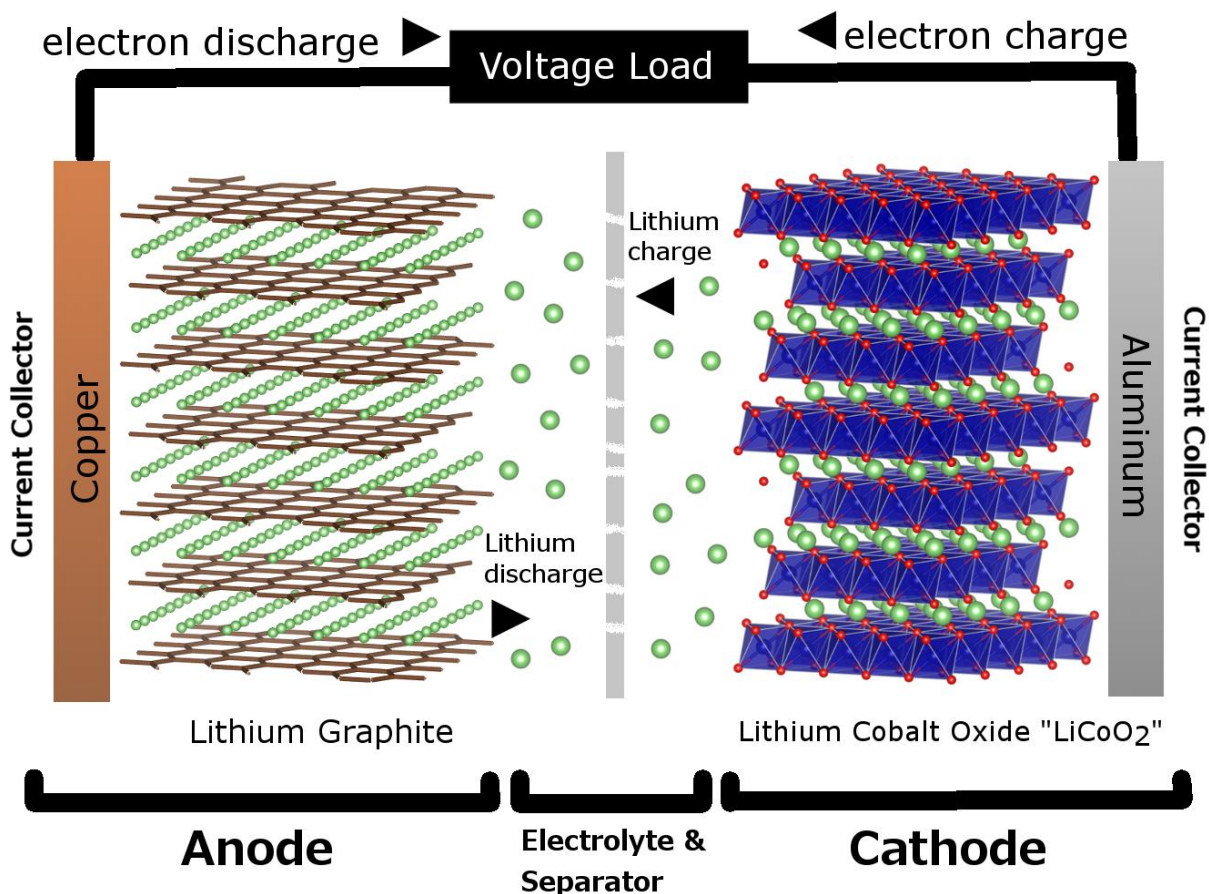 electron discharge
electron charge
Voltage Load
Lithium
charge
Current Collector
Copper
Aluminum
Current Collector
Lithium
discharge
Lithium Graphite
Lithium Cobalt Oxide "LiCoO₂"
Anode
Electrolyte &
Separator
Cathode